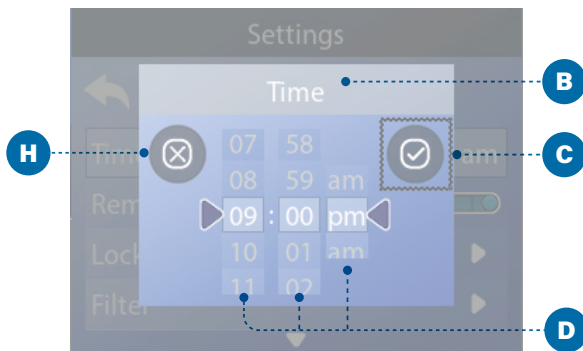 Settings
Time
B
H
C
D
07 58
08 59 am
09 : 00 pm
10 01 am
11 02
Time am
Rem
Lock
Filter